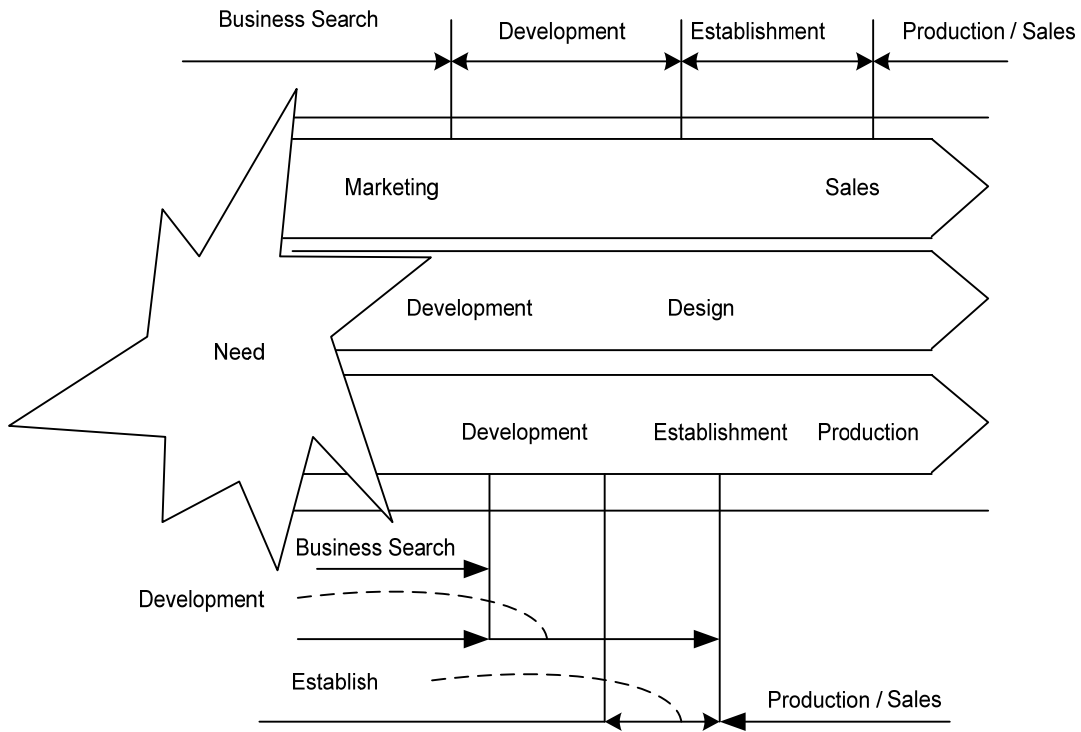 Business Search
Development
Establishment
Production / Sales
Marketing
Sales
Development
Design
Need
Development
Establishment
Production
Business Search
Development
Establish
Production / Sales